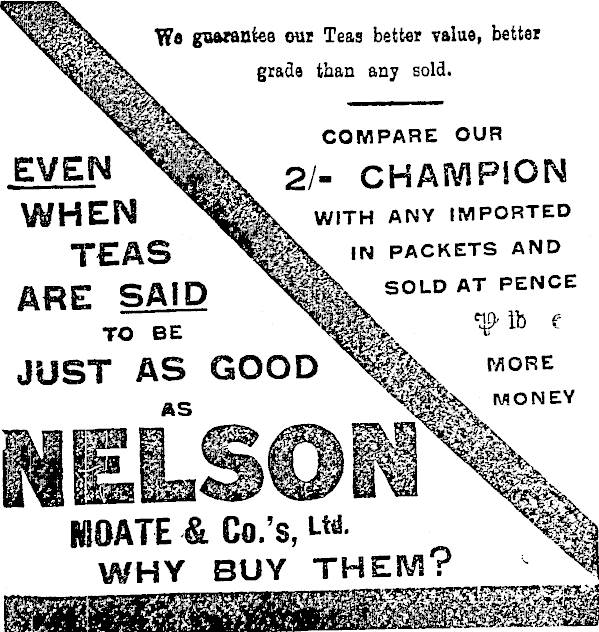 We guarantee our Teas better value, better
grade than any sold.
COMPARE OUR
2/- CHAMPION
WITH ANY IMPORTED
IN PACKETS AND
SOLD AT PENCE
℔ lb
MORE
MONEY
EVEN
WHEN
TEAS
ARE SAID
TO BE
JUST AS GOOD
AS
NELSON
MOATE & Co.'s, Ltd.
WHY BUY THEM?